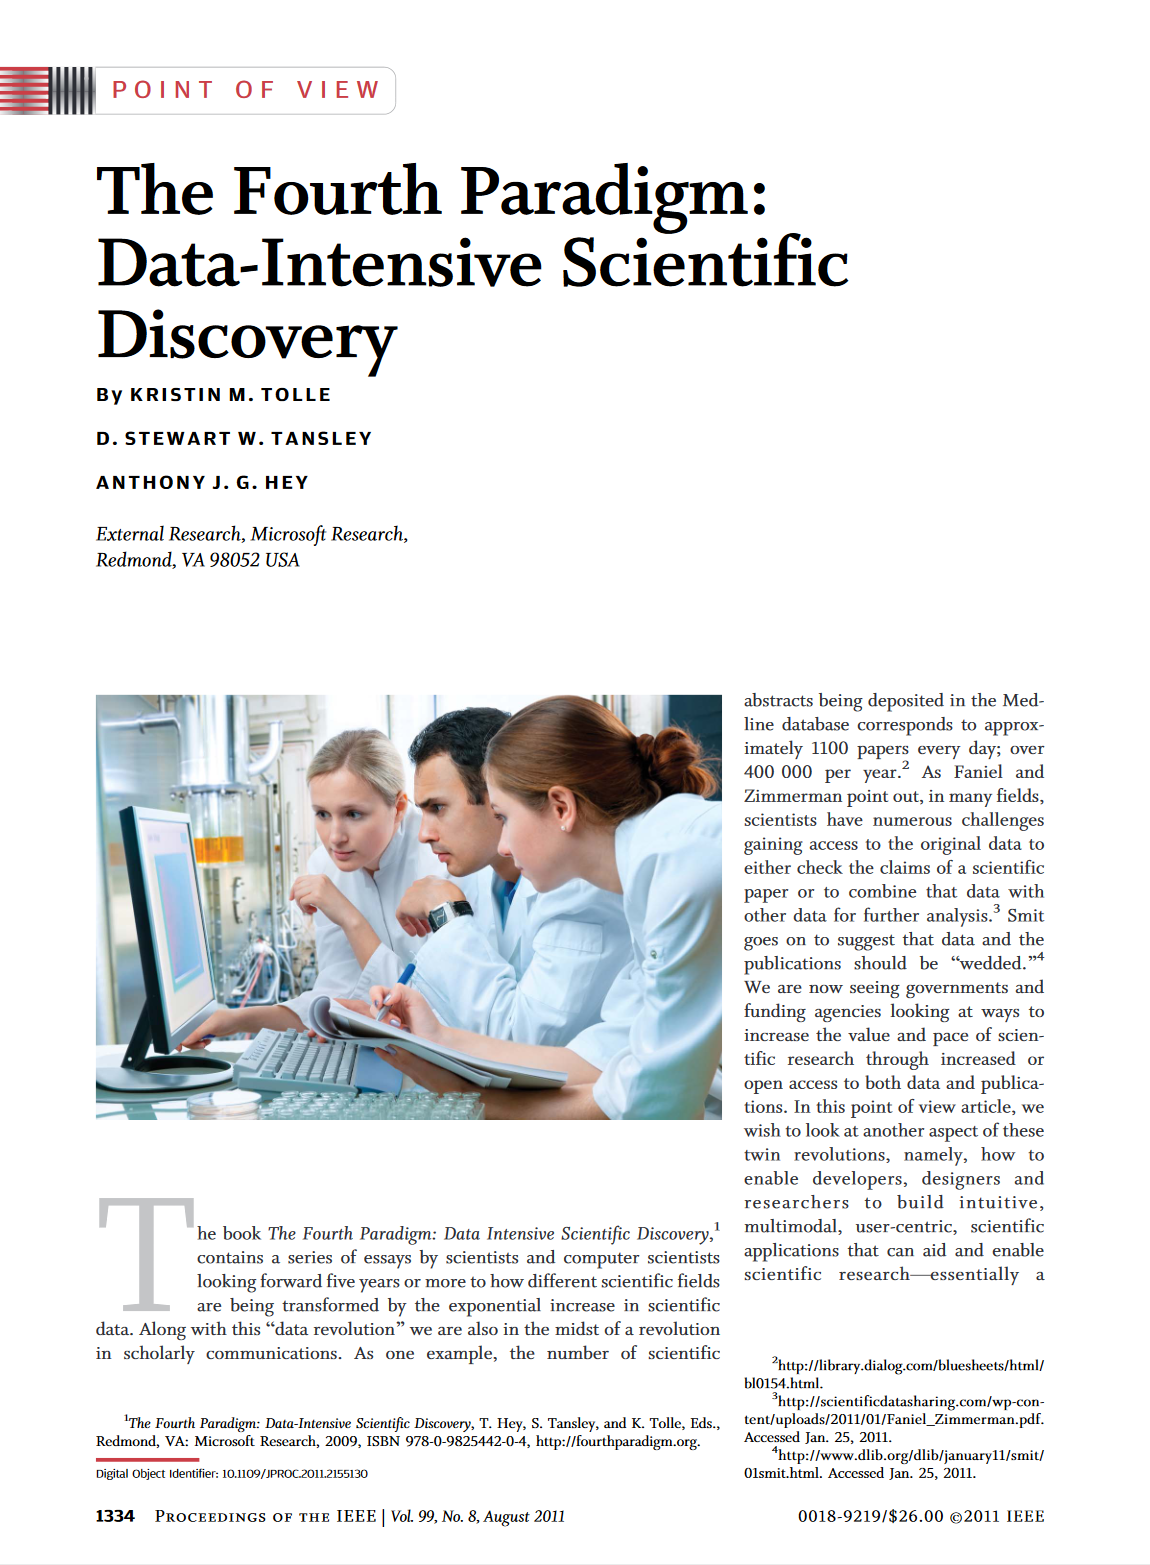 POINT OF VIEW
The Fourth Paradigm:
Data-Intensive Scientific
Discovery
By KRISTIN M. TOLLE
D. STEWART W. TANSLEY
ANTHONY J. G. HEY
External Research, Microsoft Research,
Redmond, VA 98052 USA
The book The Fourth Paradigm: Data Intensive Scientific Discovery,1
contains a series of essays by scientists and computer scientists
looking forward five years or more to how different scientific fields
are being transformed by the exponential increase in scientific
data. Along with this “data revolution” we are also in the midst of a revolution
in scholarly communications. As one example, the number of scientific
abstracts being deposited in the Med-
line database corresponds to approx-
imately 1100 papers every day; over
400 000 per year.2 As Faniel and
Zimmerman point out, in many fields,
scientists have numerous challenges
gaining access to the original data to
either check the claims of a scientific
paper or to combine that data with
other data for further analysis.3 Smit
goes on to suggest that data and the
publications should be “wedded.”4
We are now seeing governments and
funding agencies looking at ways to
increase the value and pace of scien-
tific research through increased or
open access to both data and publica-
tions. In this point of view article, we
wish to look at another aspect of these
twin revolutions, namely, how to
enable developers, designers and
researchers to build intuitive,
multimodal, user-centric, scientific
applications that can aid and enable
scientific research—essentially a
1The Fourth Paradigm: Data-Intensive Scientific Discovery, T. Hey, S. Tansley, and K. Tolle, Eds.,
Redmond, VA: Microsoft Research, 2009, ISBN 978-0-9825442-0-4, http://fourthparadigm.org.
Digital Object Identifier: 10.1109/JPROC.2011.2155130
2http://library.dialog.com/bluesheets/html/
bl0154.html.
3http://scientificdatasharing.com/wp-con-
tent/uploads/2011/01/Faniel_Zimmerman.pdf.
Accessed Jan. 25, 2011.
4http://www.dlib.org/dlib/january11/smit/
01smit.html. Accessed Jan. 25, 2011.
1334 PROCEEDINGS OF THE IEEE | Vol. 99, No. 8, August 2011
0018-9219/$26.00 ©2011 IEEE